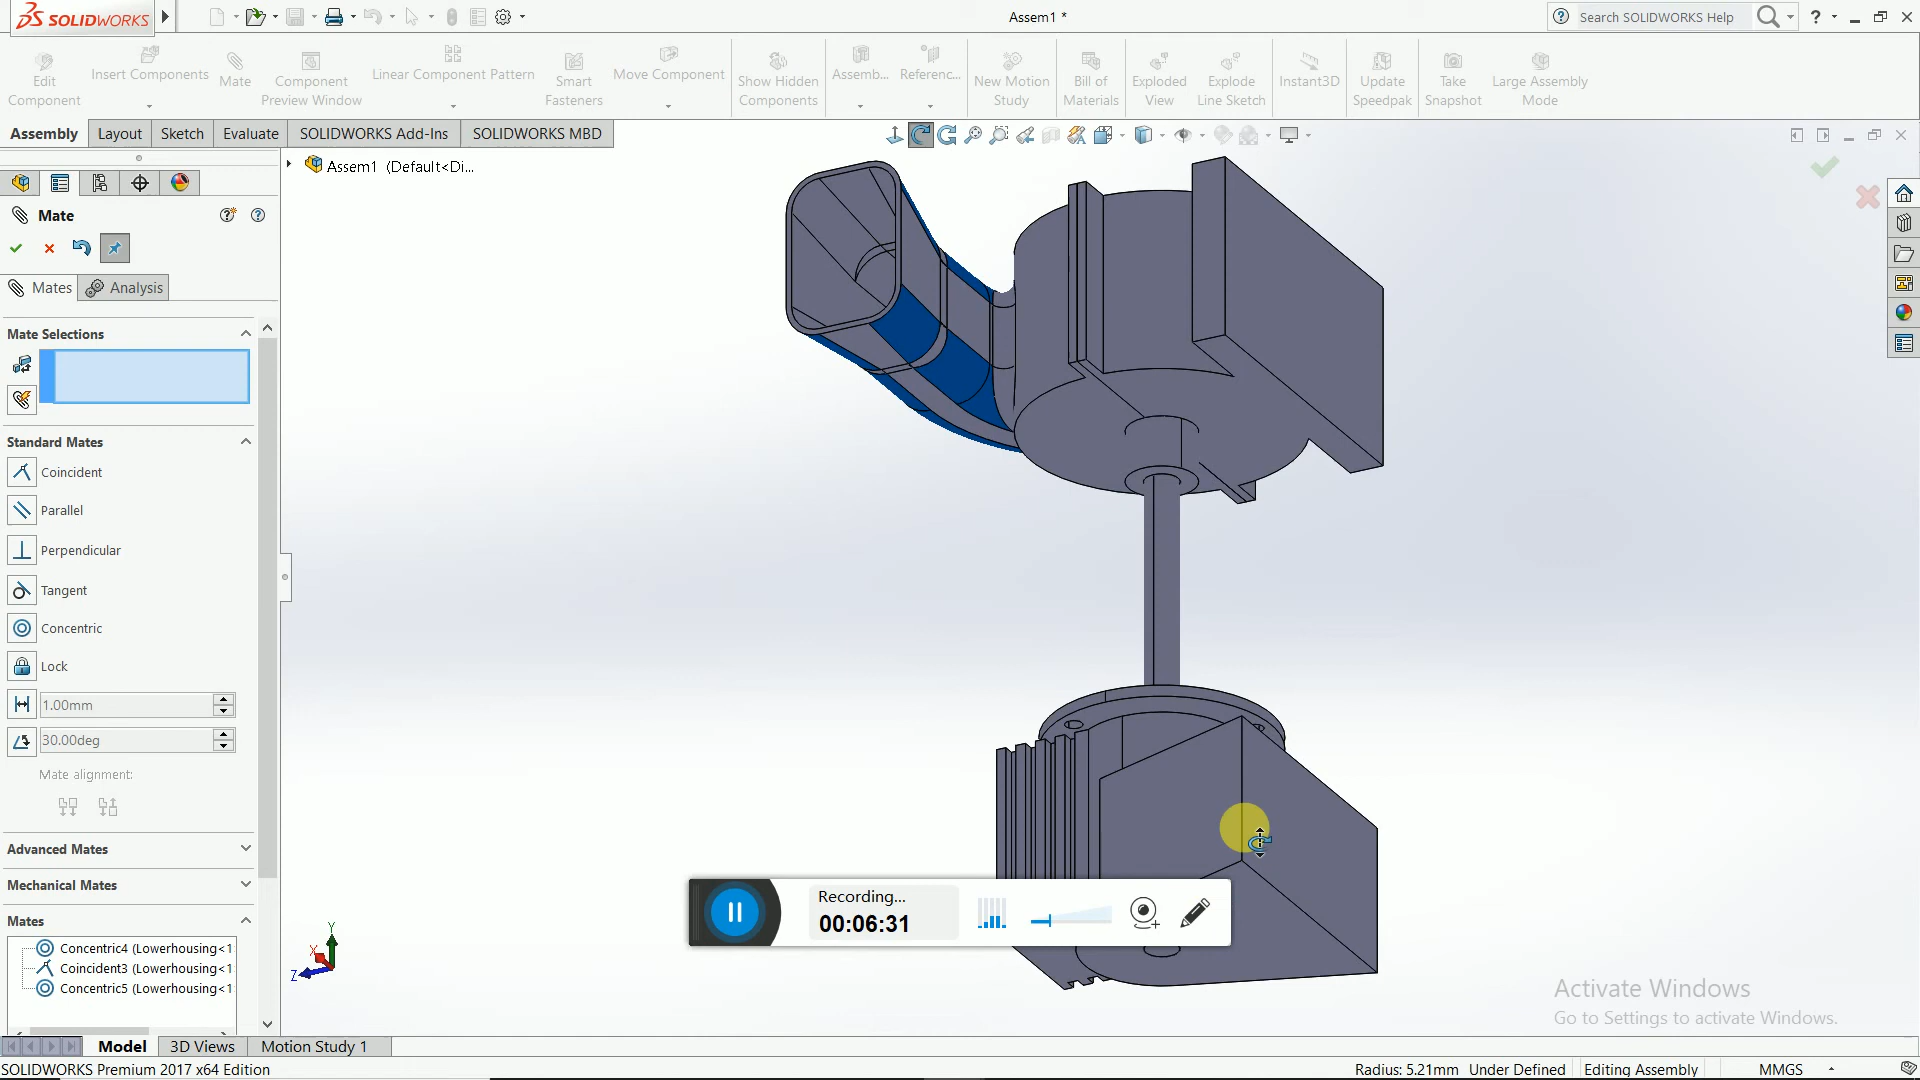 SOLIDWORKS
Assem1 *
Search SOLIDWORKS Help
?
Edit Component
Insert Components
Mate
Component Preview Window
Linear Component Pattern
Smart Fasteners
Move Component
Show Hidden Components
Assemb...
Referenc...
New Motion Study
Bill of Materials
Exploded View
Explode Line Sketch
Instant3D
Update Speedpak
Take Snapshot
Large Assembly Mode
Assembly
Layout
Sketch
Evaluate
SOLIDWORKS Add-Ins
SOLIDWORKS MBD
Assem1 (Default<Di...
Mate
Mates
Analysis
Mate Selections
Standard Mates
Coincident
Parallel
Perpendicular
Tangent
Concentric
Lock
1.00mm
30.00deg
Mate alignment:
Advanced Mates
Mechanical Mates
Mates
Concentric4 (Lowerhousing<1
Coincident3 (Lowerhousing<1
Concentric5 (Lowerhousing<1
Y
X
Z
Recording...
00:06:31
Activate Windows
Go to Settings to activate Windows.
Model
3D Views
Motion Study 1
SOLIDWORKS Premium 2017 x64 Edition
Radius: 5.21mm
Under Defined
Editing Assembly
MMGS